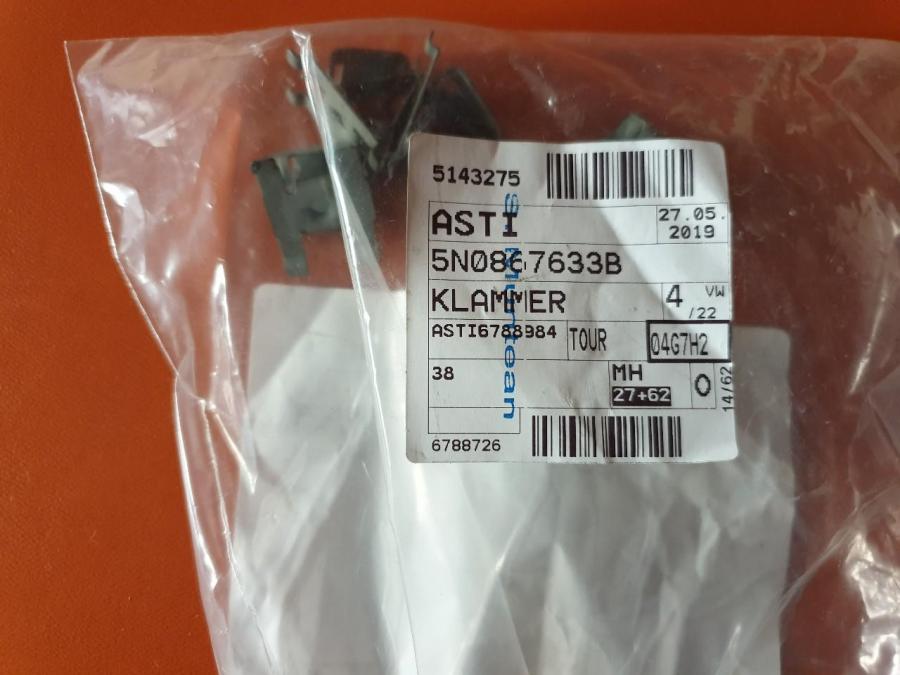 5143275
ASTI
27.05.
2019
5N0867633B
KLAMMER
4 VW
/22
ASTI6788984
TOUR
04G7H2
38
MH
27+62
O
14/62
6788726
S. Muntean